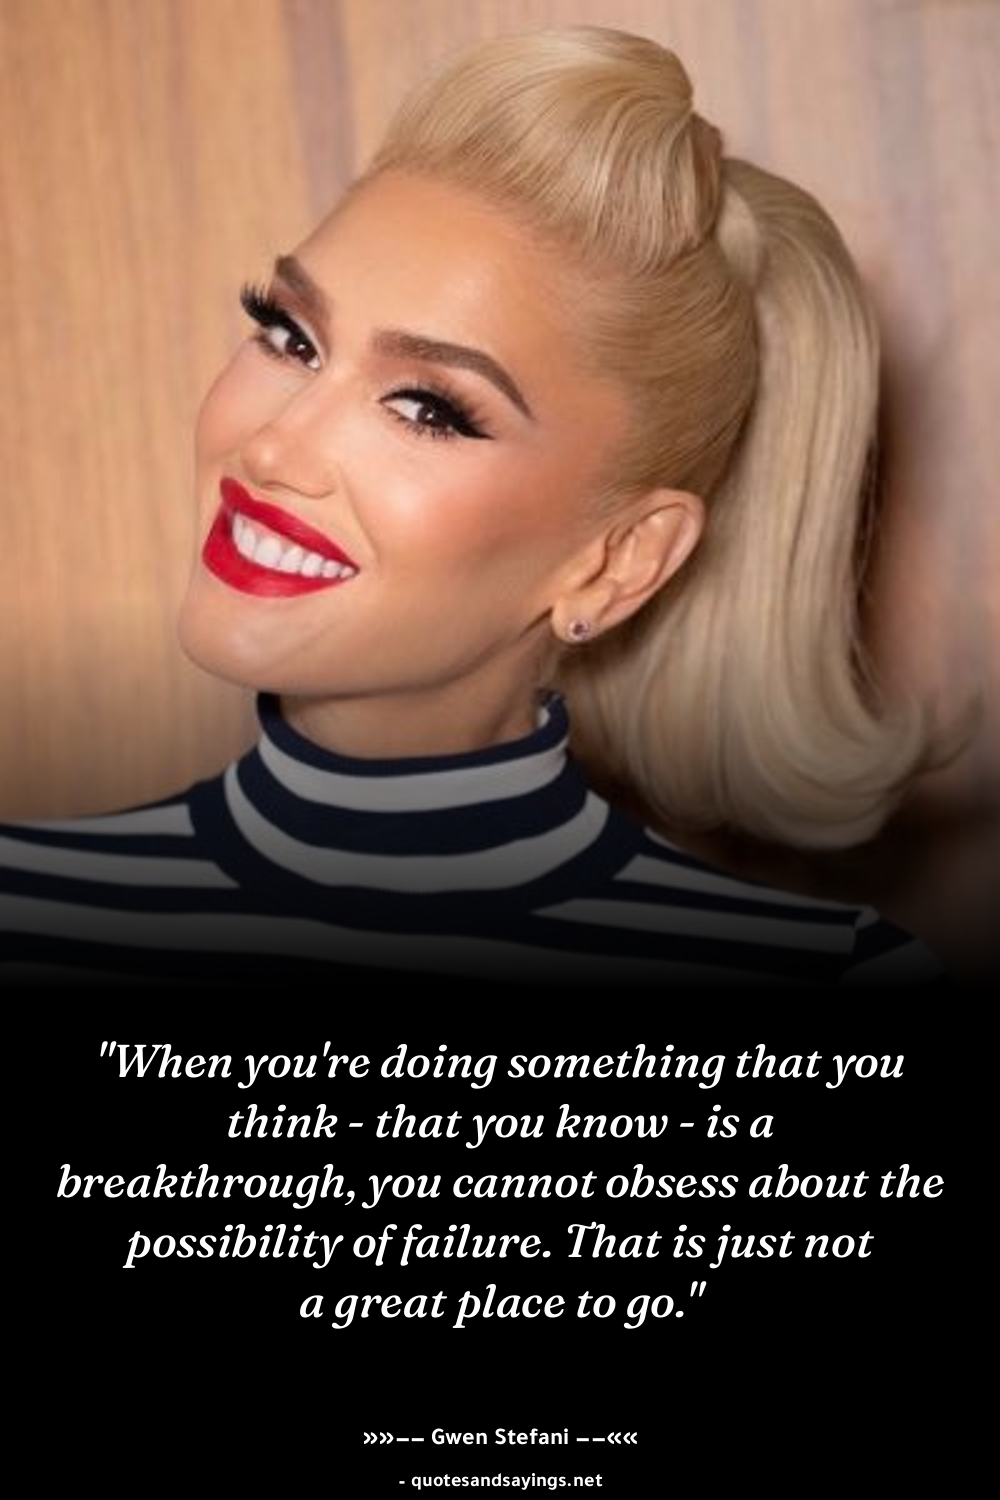 "When you're doing something that you
think - that you know - is a
breakthrough, you cannot obsess about the
possibility of failure. That is just not
a great place to go."
»»−− Gwen Stefani −−««
- quotesandsayings.net